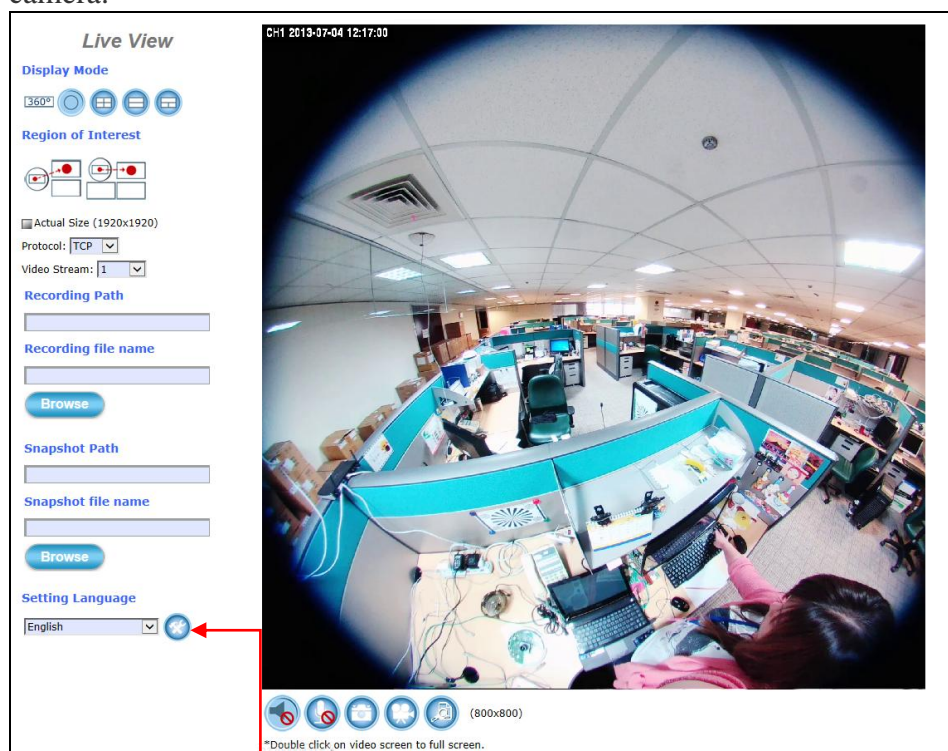 camera.
Live View
Display Mode
360°
Region of Interest
Actual Size (1920x1920)
Protocol: TCP
Video Stream: 1
Recording Path
Recording file name
Browse
Snapshot Path
Snapshot file name
Browse
Setting Language
English
CH1 2013-07-04 12:17:00
(800x800)
*Double click on video screen to full screen.